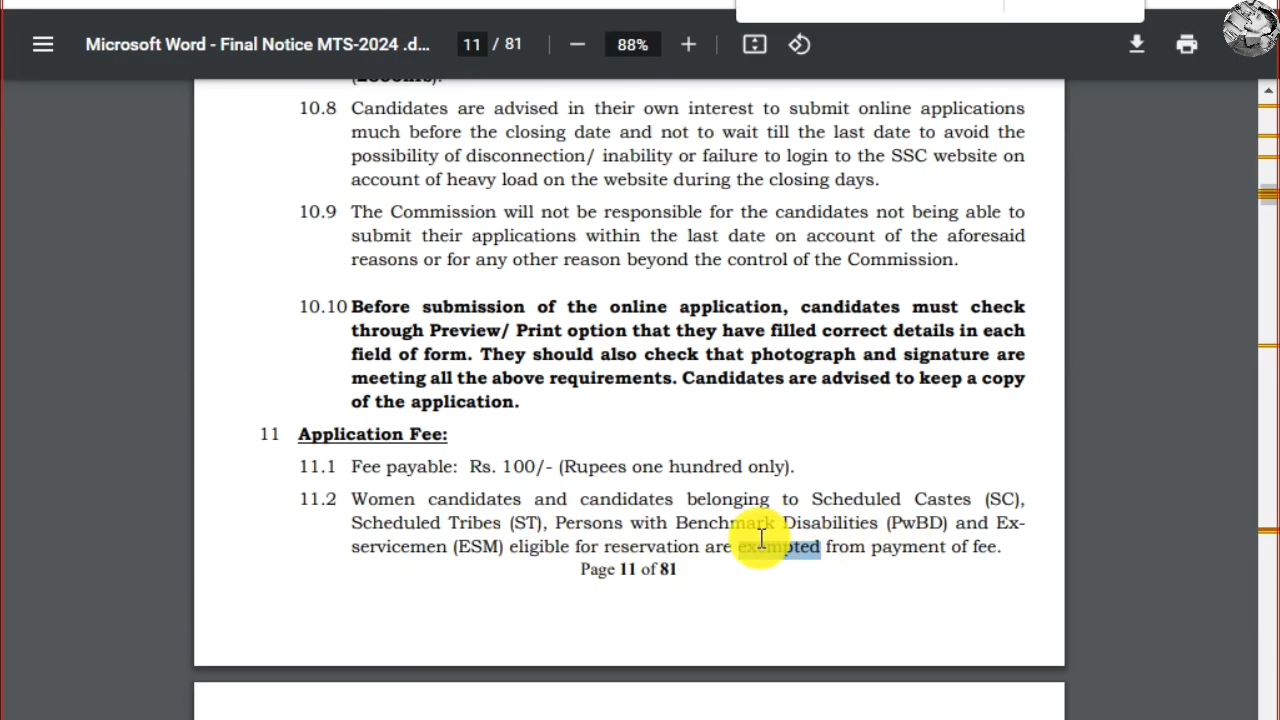 Microsoft Word - Final Notice MTS-2024 .d... 11 / 81 88%
10.8 Candidates are advised in their own interest to submit online applications
much before the closing date and not to wait till the last date to avoid the
possibility of disconnection/ inability or failure to login to the SSC website on
account of heavy load on the website during the closing days.
10.9 The Commission will not be responsible for the candidates not being able to
submit their applications within the last date on account of the aforesaid
reasons or for any other reason beyond the control of the Commission.
10.10 Before submission of the online application, candidates must check
through Preview/ Print option that they have filled correct details in each
field of form. They should also check that photograph and signature are
meeting all the above requirements. Candidates are advised to keep a copy
of the application.
11 Application Fee:
11.1 Fee payable: Rs. 100/- (Rupees one hundred only).
11.2 Women candidates and candidates belonging to Scheduled Castes (SC),
Scheduled Tribes (ST), Persons with Benchmark Disabilities (PwBD) and Ex-
servicemen (ESM) eligible for reservation are exempted from payment of fee.
Page 11 of 81